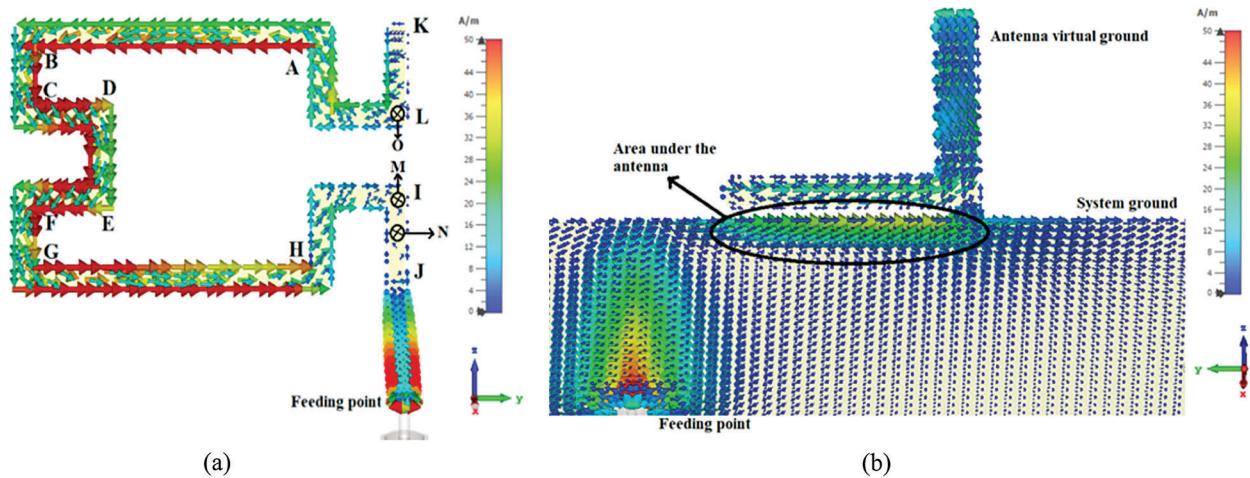 A/m
50
44
40
36
32
28
24
20
16
12
8
4
0
K
B
A
C
D
L
O
M
I
F
E
N
G
H
J
Feeding point
z
y
x
(a)
A/m
50
44
40
36
32
28
24
20
16
12
8
4
0
Antenna virtual ground
Area under the
antenna
System ground
Feeding point
z
y
x
(b)